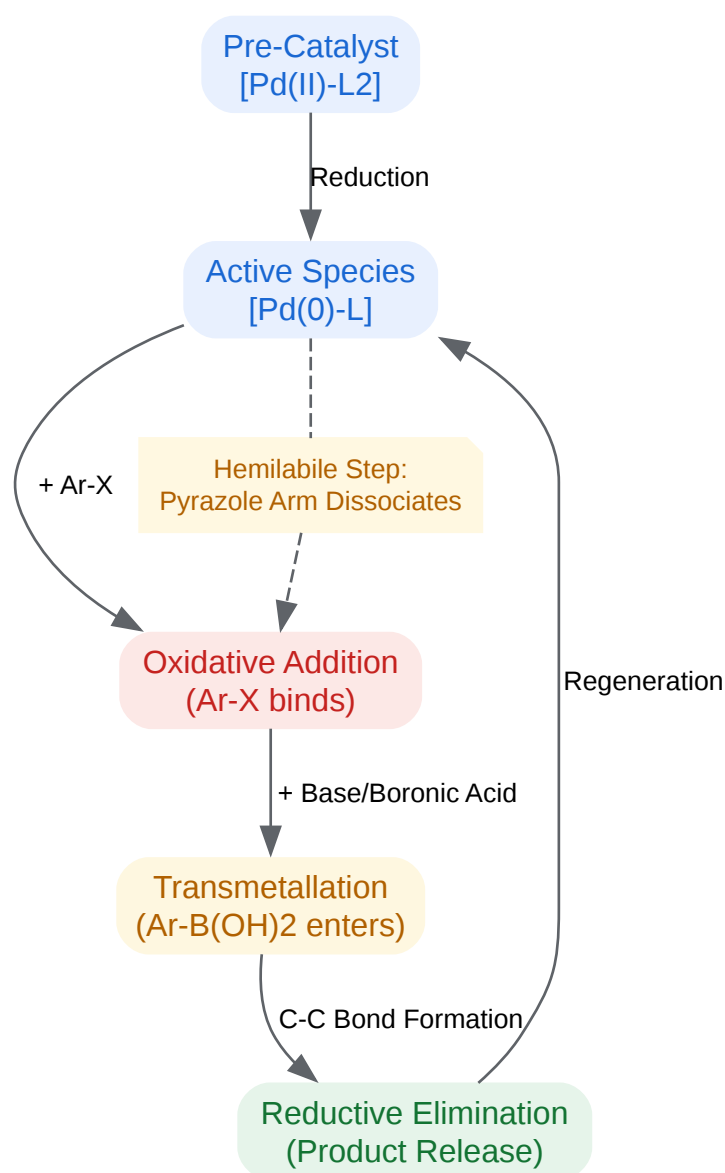 Pre-Catalyst
[Pd(II)-L2]
Reduction
Active Species
[Pd(0)-L]
+ Ar-X
Hemilabile Step:
Pyrazole Arm Dissociates
Oxidative Addition
(Ar-X binds)
Regeneration
+ Base/Boronic Acid
Transmetallation
(Ar-B(OH)2 enters)
C-C Bond Formation
Reductive Elimination
(Product Release)